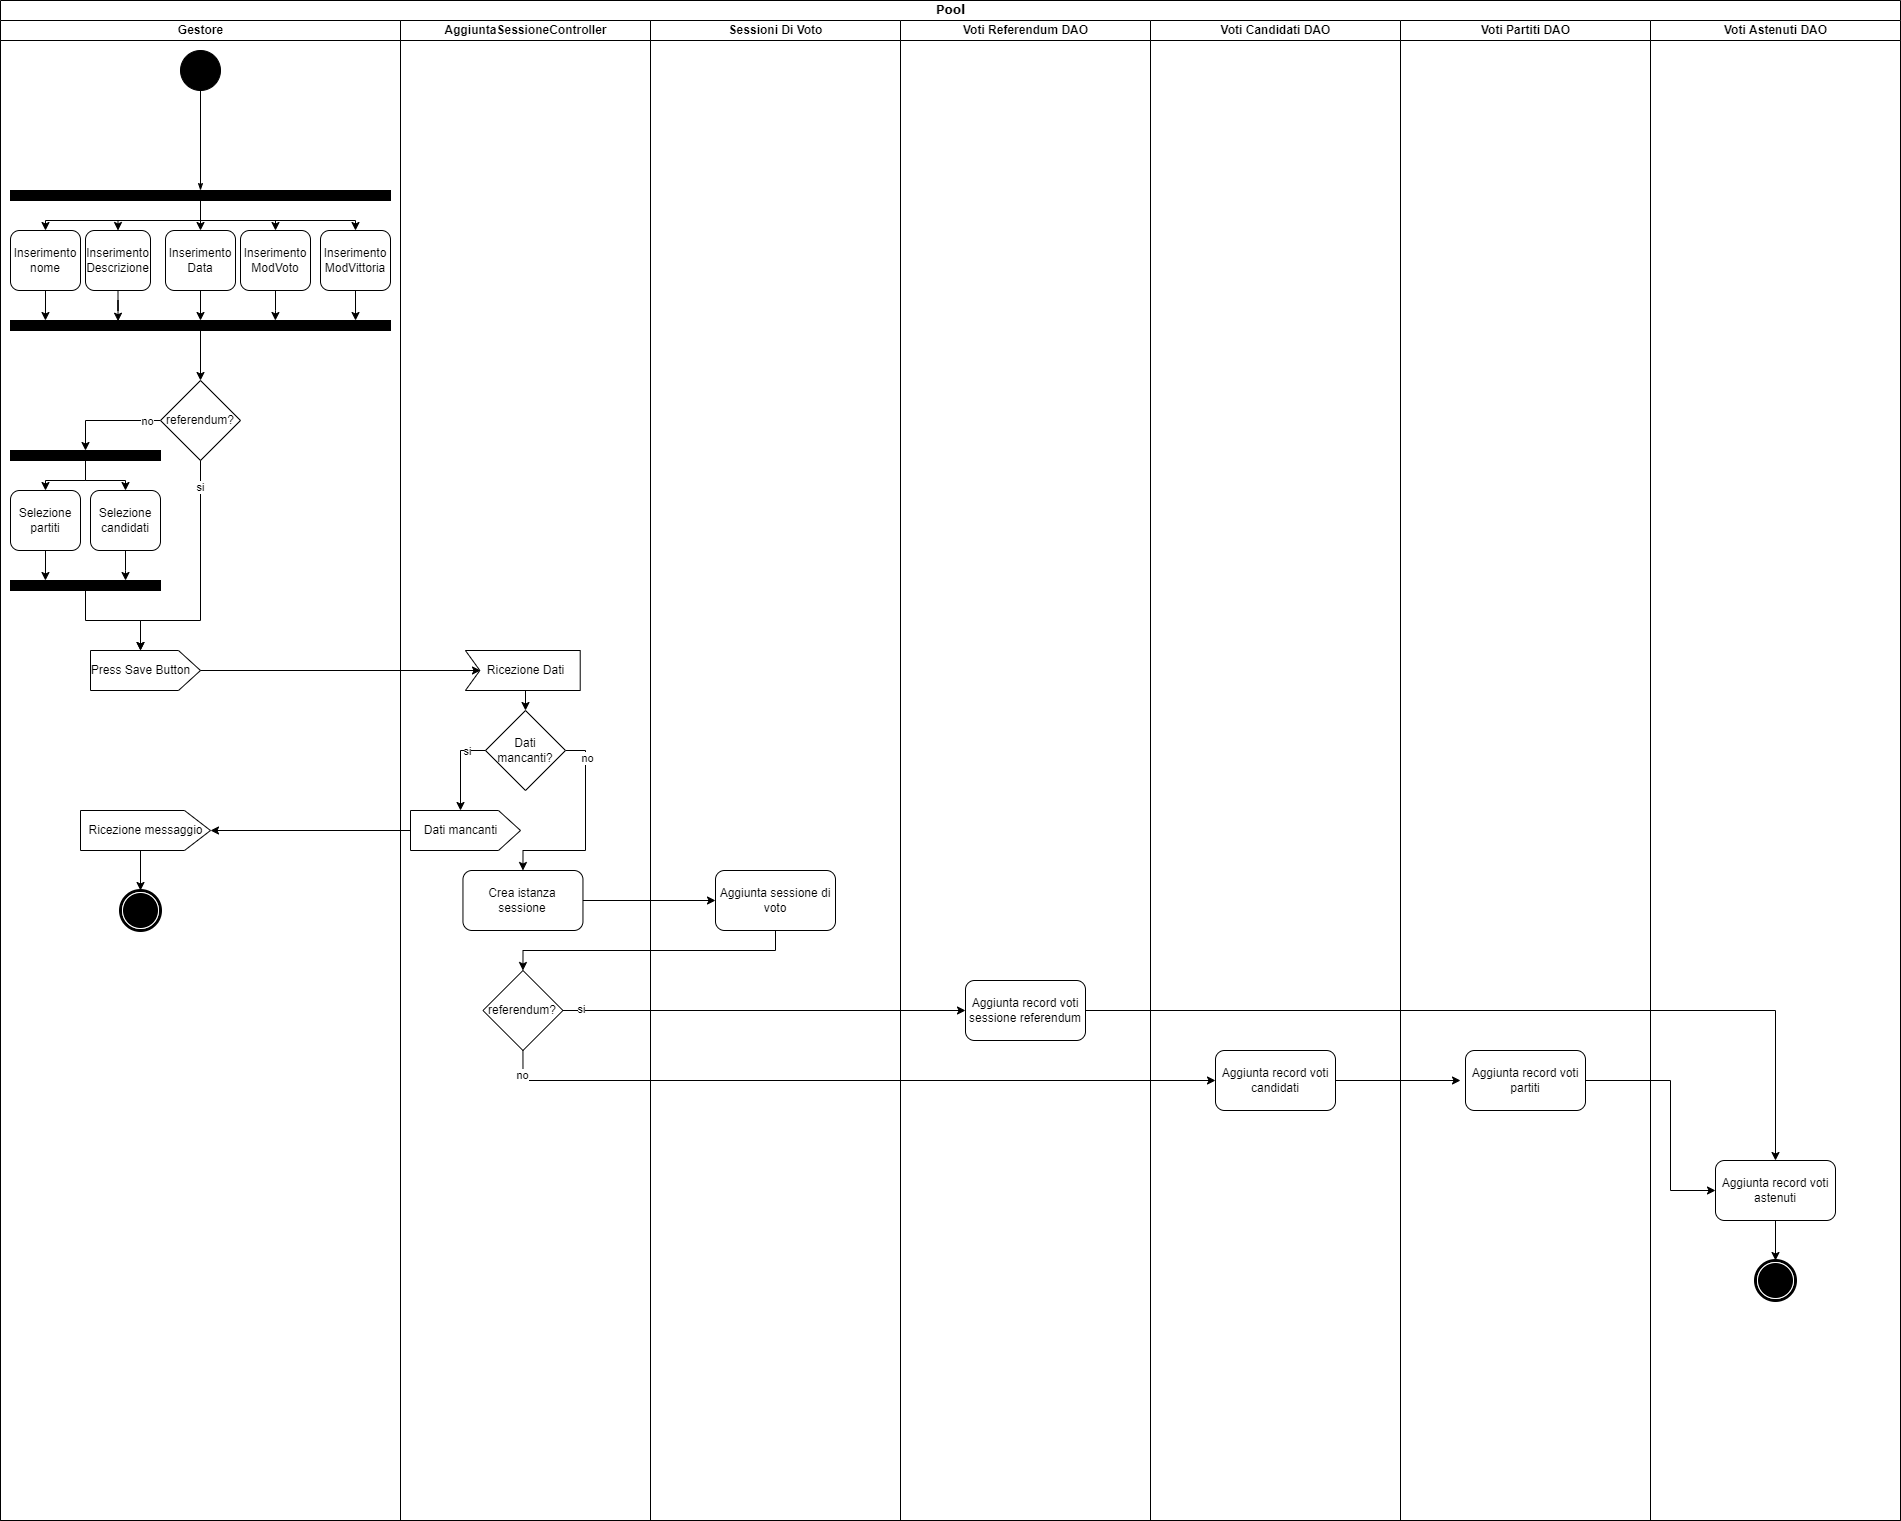 Pool
Gestore
AggiuntaSessioneController
Sessioni Di Voto
Voti Referendum DAO
Voti Candidati DAO
Voti Partiti DAO
Voti Astenuti DAO
Inserimento
nome
Inserimento
Descrizione
Inserimento
Data
Inserimento
ModVoto
Inserimento
ModVittoria
referendum?
no
si
Selezione
partiti
Selezione
candidati
Press Save Button
Ricezione Dati
Dati
mancanti?
si
no
Ricezione messaggio
Dati mancanti
Crea istanza
sessione
Aggiunta sessione di
voto
referendum?
si
no
Aggiunta record voti
sessione referendum
Aggiunta record voti
candidati
Aggiunta record voti
partiti
Aggiunta record voti
astenuti